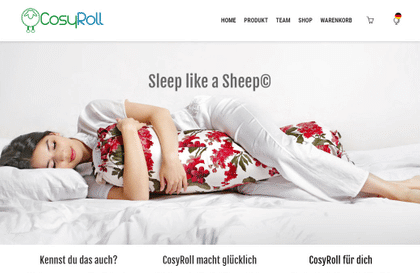 CosyRoll
HOME PRODUKT TEAM SHOP WARENKORB
Sleep like a Sheep©
Kennst du das auch? CosyRoll macht glücklich CosyRoll für dich